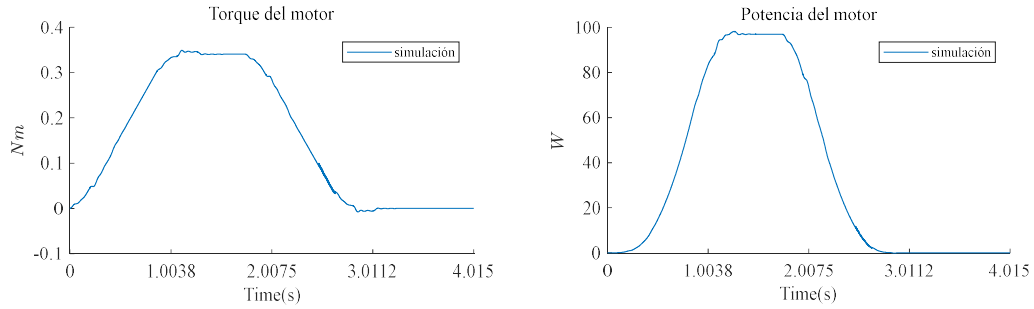 Torque del motor
0.4
0.3
0.2
0.1
0
-0.1
Nm
simulación
0
1.0038
2.0075
3.0112
4.015
Time(s)
Potencia del motor
100
80
60
40
20
0
W
simulación
0
1.0038
2.0075
3.0112
4.015
Time(s)